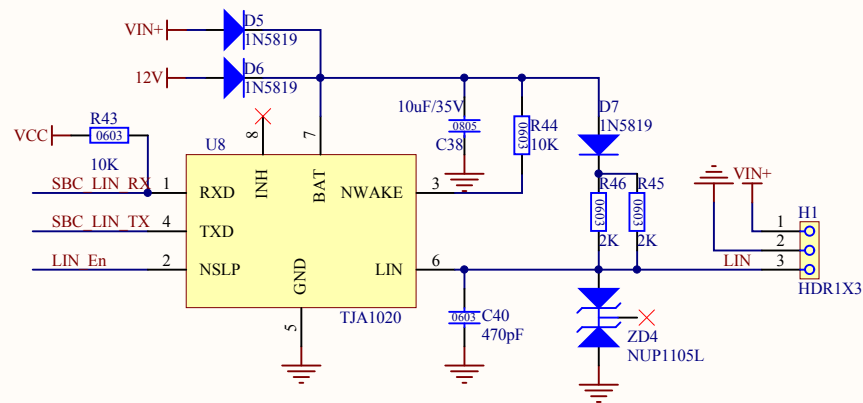 D5
VIN+
1N5819
D6
12V
1N5819
10uF/35V
D7
1N5819
R43
VCC
0603
10K
U8
8
7
0805
C38
0603
R44
10K
INH
BAT
SBC_LIN_RX
1
RXD
NWAKE
3
R46
R45
0603
0603
2K
2K
VIN+
H1
1
2
3
HDR1X3
SBC_LIN_TX
4
TXD
LIN_En
2
NSLP
GND
LIN
6
LIN
5
TJA1020
0603
C40
470pF
ZD4
NUP1105L